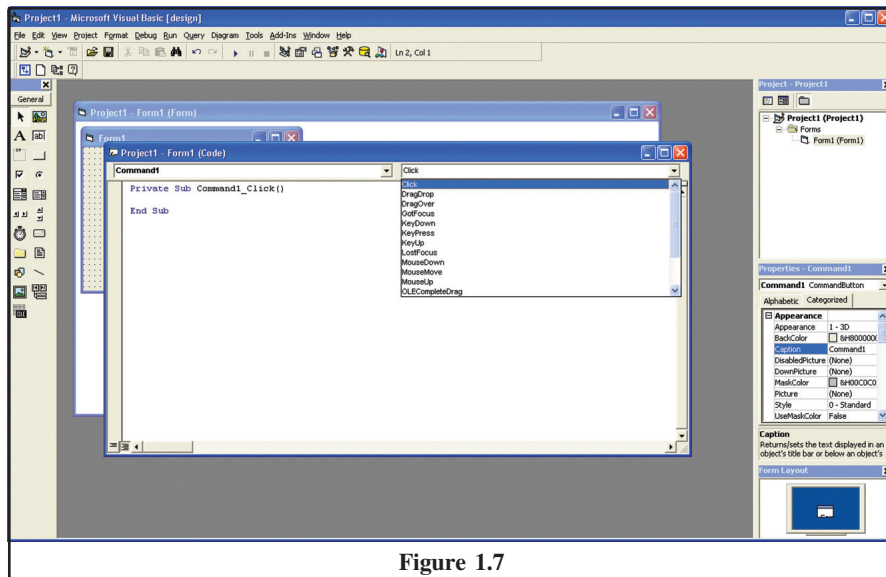 Project1 - Microsoft Visual Basic [design]
File Edit View Project Format Debug Run Query Diagram Tools Add-Ins Window Help
Ln 2, Col 1
General
A
ab|
Project1 - Form1 (Form)
Form1
Project1 - Form1 (Code)
Command1
Click
Private Sub Command1_Click()
End Sub
Click
DragDrop
DragOver
GotFocus
KeyDown
KeyPress
KeyUp
LostFocus
MouseDown
MouseMove
MouseUp
OLECompleteDrag
Project - Project1
Project1 (Project1)
Forms
Form1 (Form1)
Properties - Command1
Command1 CommandButton
Alphabetic Categorized
Appearance
Appearance 1 - 3D
BackColor &H8000000
Caption Command1
DisabledPicture (None)
DownPicture (None)
MaskColor &H00C0C0
Picture (None)
Style 0 - Standard
UseMaskColor False
Caption
Returns/sets the text displayed in an
object's title bar or below an object's
Form Layout
Figure 1.7